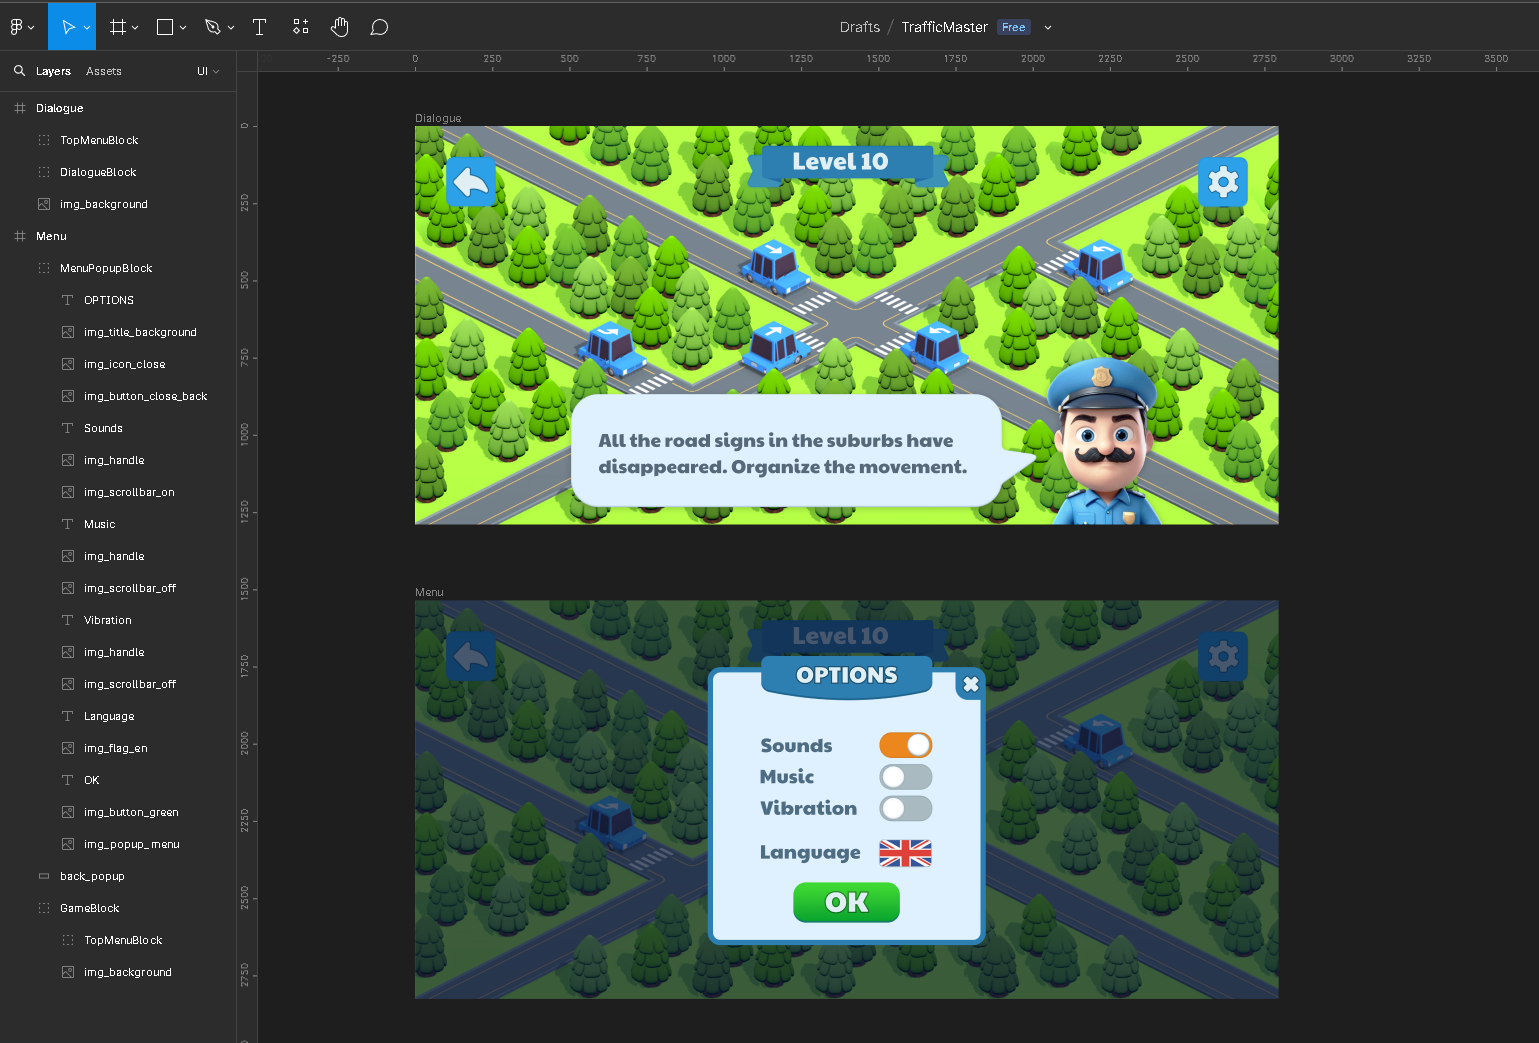 Drafts / TrafficMaster Free
Layers Assets UI
-250 0 250 500 750 1000 1250 1500 1750 2000 2250 2500 2750 3000 3250 3500
Dialogue
TopMenuBlock
DialogueBlock
img_background
Menu
MenuPopupBlock
OPTIONS
img_title_background
img_icon_close
img_button_close_back
Sounds
img_handle
img_scrollbar_on
Music
img_handle
img_scrollbar_off
Vibration
img_handle
img_scrollbar_off
Language
img_flag_en
OK
img_button_green
img_popup_menu
back_popup
GameBlock
TopMenuBlock
img_background
0
250
500
750
1000
1250
1500
1750
2000
2250
2500
2750
Dialogue
Level 10
All the road signs in the suburbs have
disappeared. Organize the movement.
Menu
Level 10
OPTIONS
Sounds
Music
Vibration
Language
OK